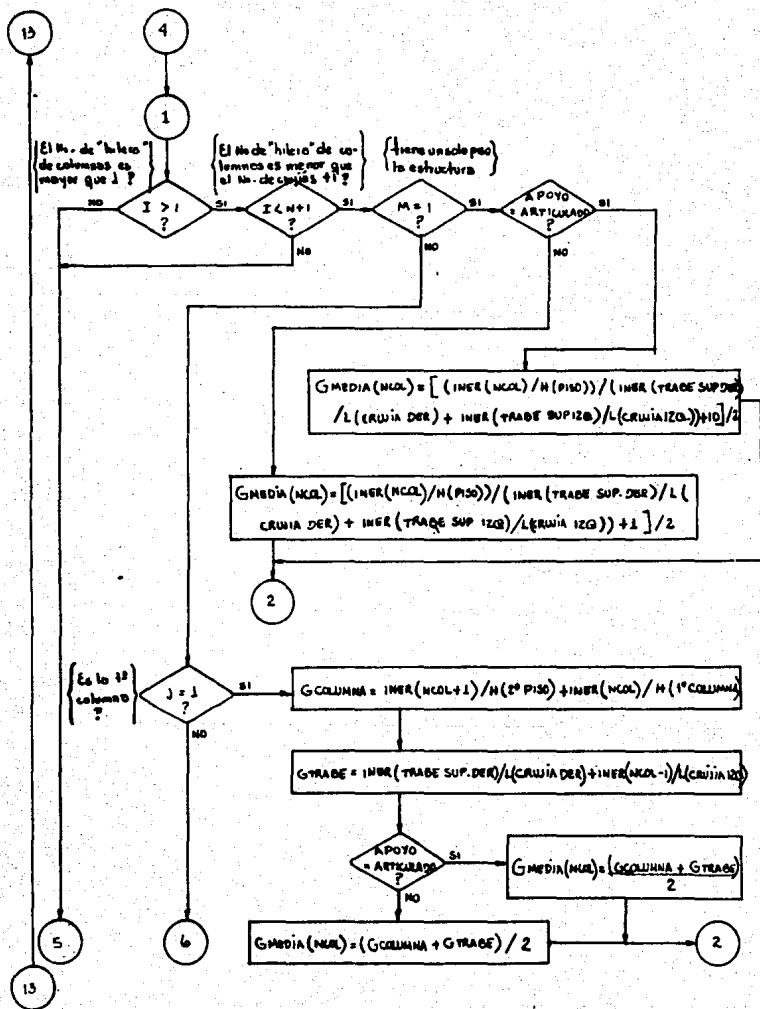 13
4
1
{El No. de "hilera" de columnas es mayor que 1 ?}
{El No de "hilera" de columnas es menor que el No. de crujías +1 ?}
{tiene un solo piso la estructura}
NO
I > 1
?
SI
I < N+1
?
SI
M = 1
?
SI
APOYO
= ARTICULADO
?
SI
NO
NO
NO
GMEDIA(NCOL) = [ (INER(NCOL)/H(PISO))/(INER(TRABE SUP.DER)
/L(CRUJIA DER) + INER(TRABE SUP IZQ)/L(CRUJIA IZQ))+10]/2
GMEDIA(NCOL) = [(INER(NCOL)/H(PISO))/(INER(TRABE SUP. DER)/L(
CRUJIA DER) + INER(TRABE SUP IZQ)/L(CRUJIA IZQ)) + 1 ]/2
2
{Es la 1ª columna ?}
J = 1
?
SI
NO
GCOLUMNA = INER(NCOL+1)/H(2º PISO) + INER(NCOL)/H(1º COLUMNA)
GTRABE = INER(TRABE SUP. DER)/L(CRUJIA DER) + INER(NCOL-1)/L(CRUJIA IZQ)
APOYO
= ARTICULADO
?
SI
NO
GMEDIA(NCOL) = (GCOLUMNA + GTRABE)
2
5
6
GMEDIA(NCOL) = (GCOLUMNA + GTRABE) / 2
2
13